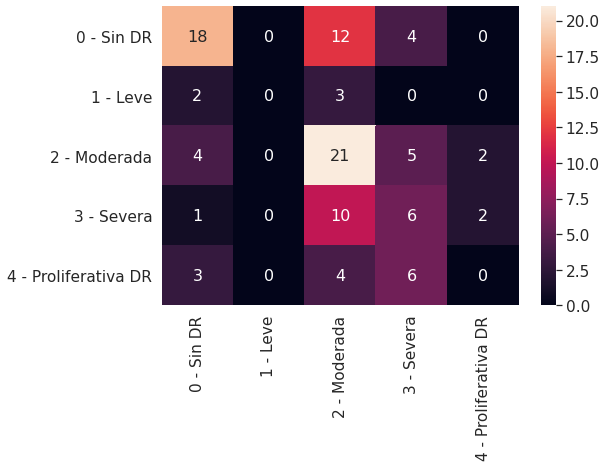 0 - Sin DR 18 0 12 4 0
1 - Leve 2 0 3 0 0
2 - Moderada 4 0 21 5 2
3 - Severa 1 0 10 6 2
4 - Proliferativa DR 3 0 4 6 0
0 - Sin DR
1 - Leve
2 - Moderada
3 - Severa
4 - Proliferativa DR
20.0
17.5
15.0
12.5
10.0
7.5
5.0
2.5
0.0